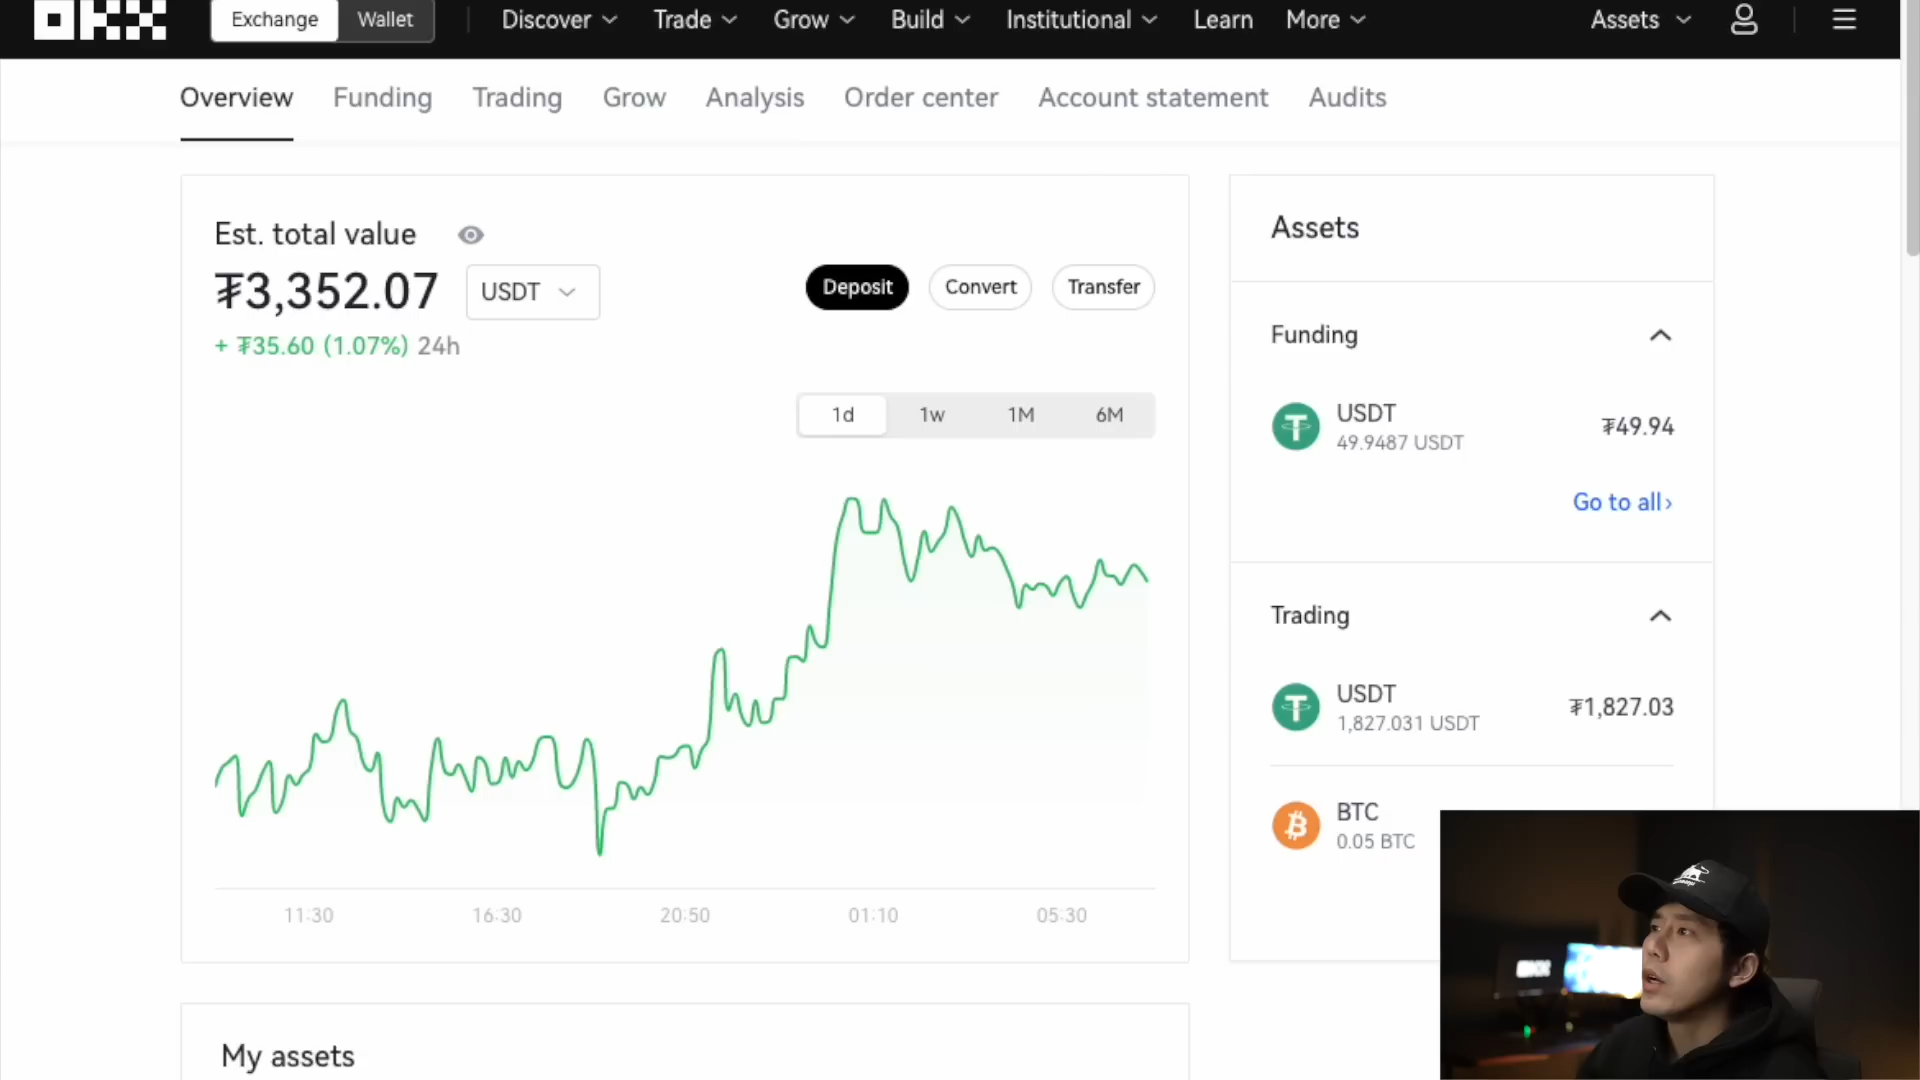 OKX
Exchange
Wallet
Discover
Trade
Grow
Build
Institutional
Learn
More
Assets
Overview
Funding
Trading
Grow
Analysis
Order center
Account statement
Audits
Est. total value
₮3,352.07
USDT
+ ₮35.60 (1.07%) 24h
Deposit
Convert
Transfer
1d
1w
1M
6M
11:30
16:30
20:50
01:10
05:30
My assets
Assets
Funding
USDT
49.9487 USDT
₮49.94
Go to all ›
Trading
USDT
1,827.031 USDT
₮1,827.03
BTC
0.05 BTC